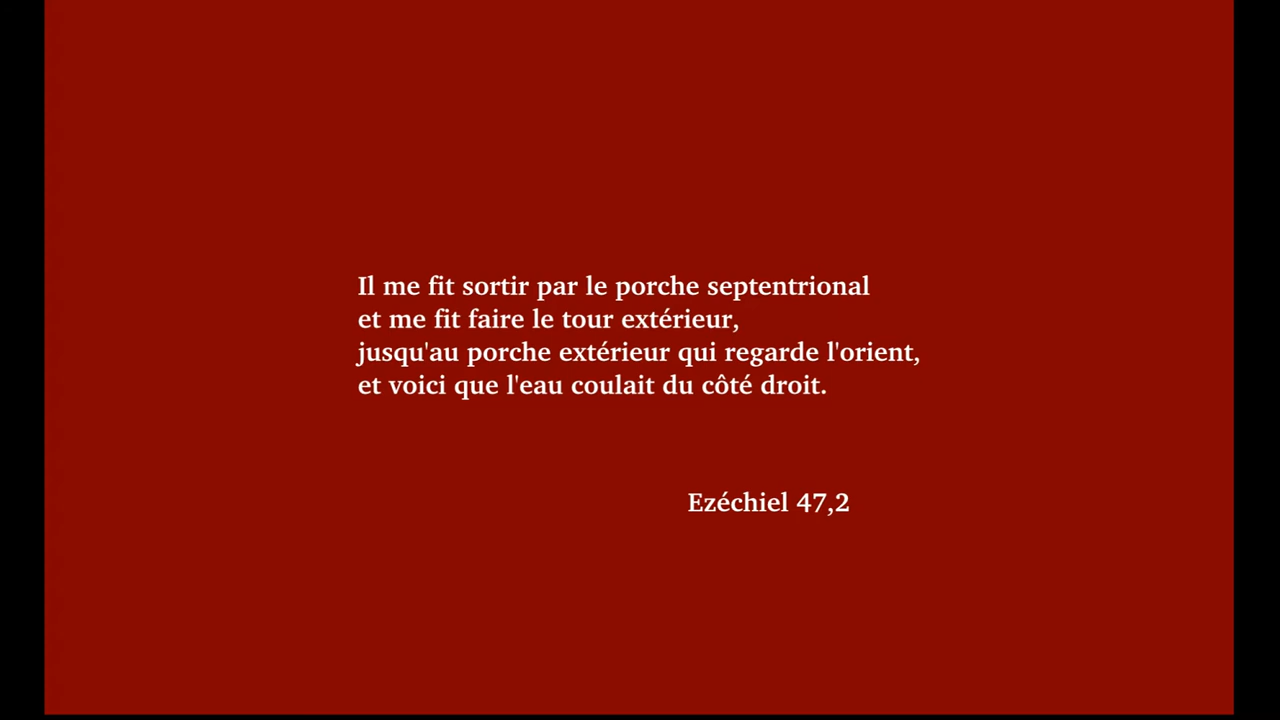 Il me fit sortir par le porche septentrional
et me fit faire le tour extérieur,
jusqu'au porche extérieur qui regarde l'orient,
et voici que l'eau coulait du côté droit.
Ezéchiel 47,2